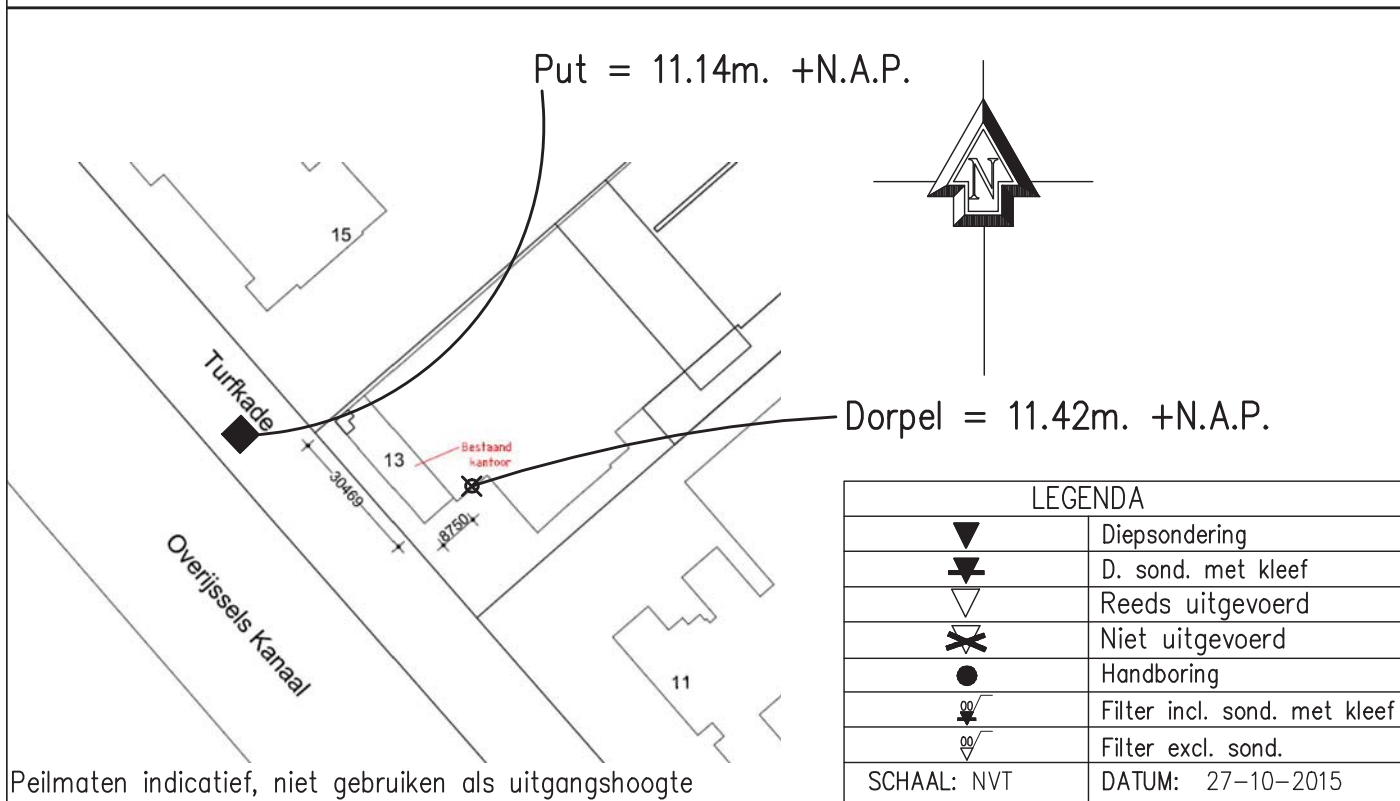 Put = 11.14m. +N.A.P.
N
15
Turfkade
Dorpel = 11.42m. +N.A.P.
Bestaand
kantoor
13
30469
8750
Overijssels Kanaal
11
LEGENDA
Diepsondering
D. sond. met kleef
Reeds uitgevoerd
Niet uitgevoerd
Handboring
00 Filter incl. sond. met kleef
00 Filter excl. sond.
SCHAAL: NVT DATUM: 27-10-2015
Peilmaten indicatief, niet gebruiken als uitgangshoogte